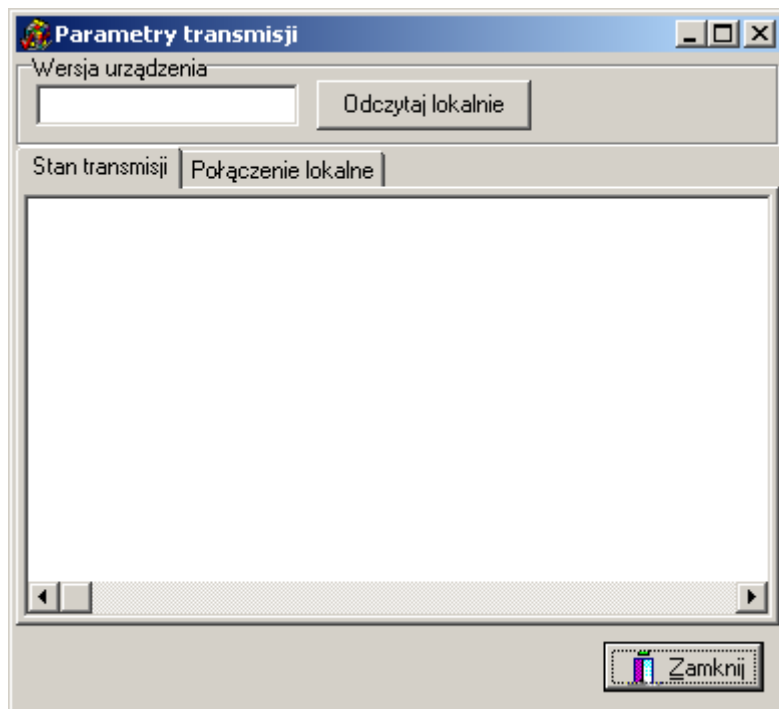 Parametry transmisji
Wersja urządzenia
Odczytaj lokalnie
Stan transmisji Połączenie lokalne
Zamknij